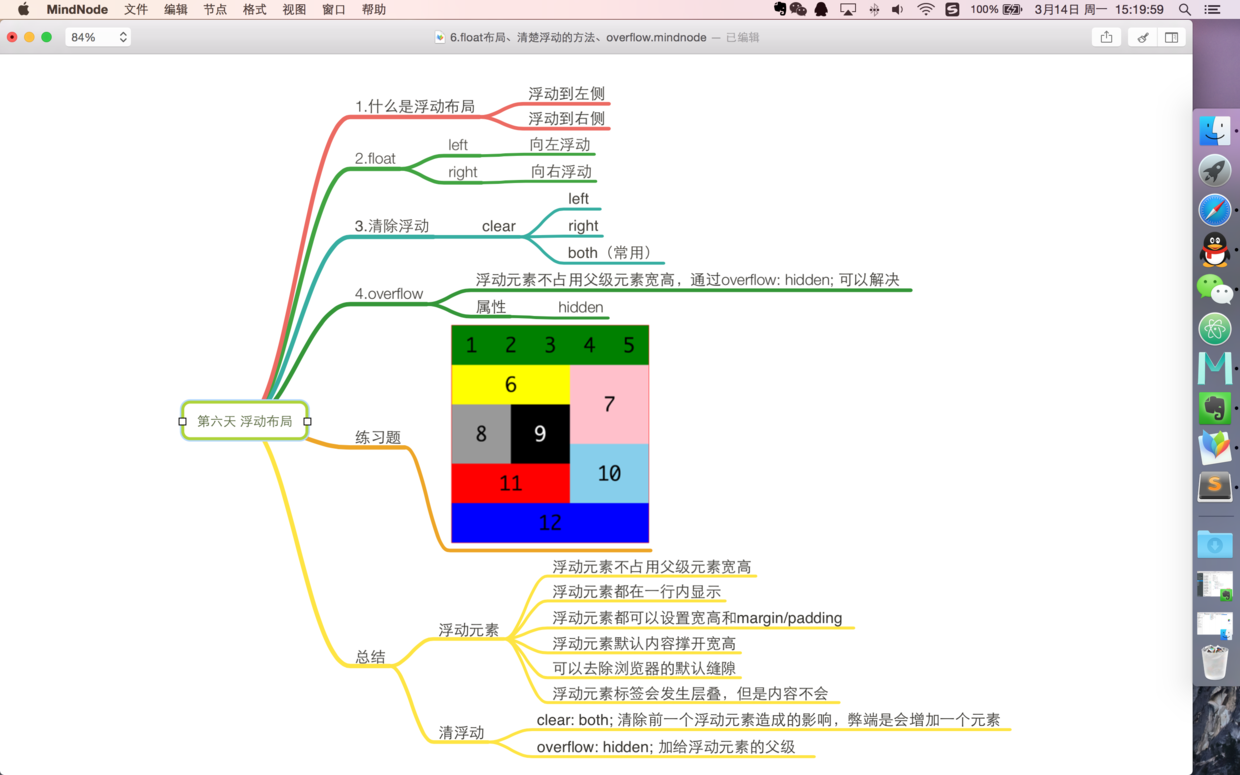 MindNode 文件 编辑 节点 格式 视图 窗口 帮助 100% 3月14日 周一 15:19:59
84% 6.float布局、清楚浮动的方法、overflow.mindnode — 已编辑
1.什么是浮动布局
浮动到左侧
浮动到右侧
2.float
left 向左浮动
right 向右浮动
3.清除浮动 clear
left
right
both（常用）
4.overflow
浮动元素不占用父级元素宽高，通过overflow: hidden; 可以解决
属性 hidden
第六天 浮动布局
练习题
1 2 3 4 5
6
7
8 9
10
11
12
总结
浮动元素
浮动元素不占用父级元素宽高
浮动元素都在一行内显示
浮动元素都可以设置宽高和margin/padding
浮动元素默认内容撑开宽高
可以去除浏览器的默认缝隙
浮动元素标签会发生层叠，但是内容不会
清浮动
clear: both; 清除前一个浮动元素造成的影响，弊端是会增加一个元素
overflow: hidden; 加给浮动元素的父级